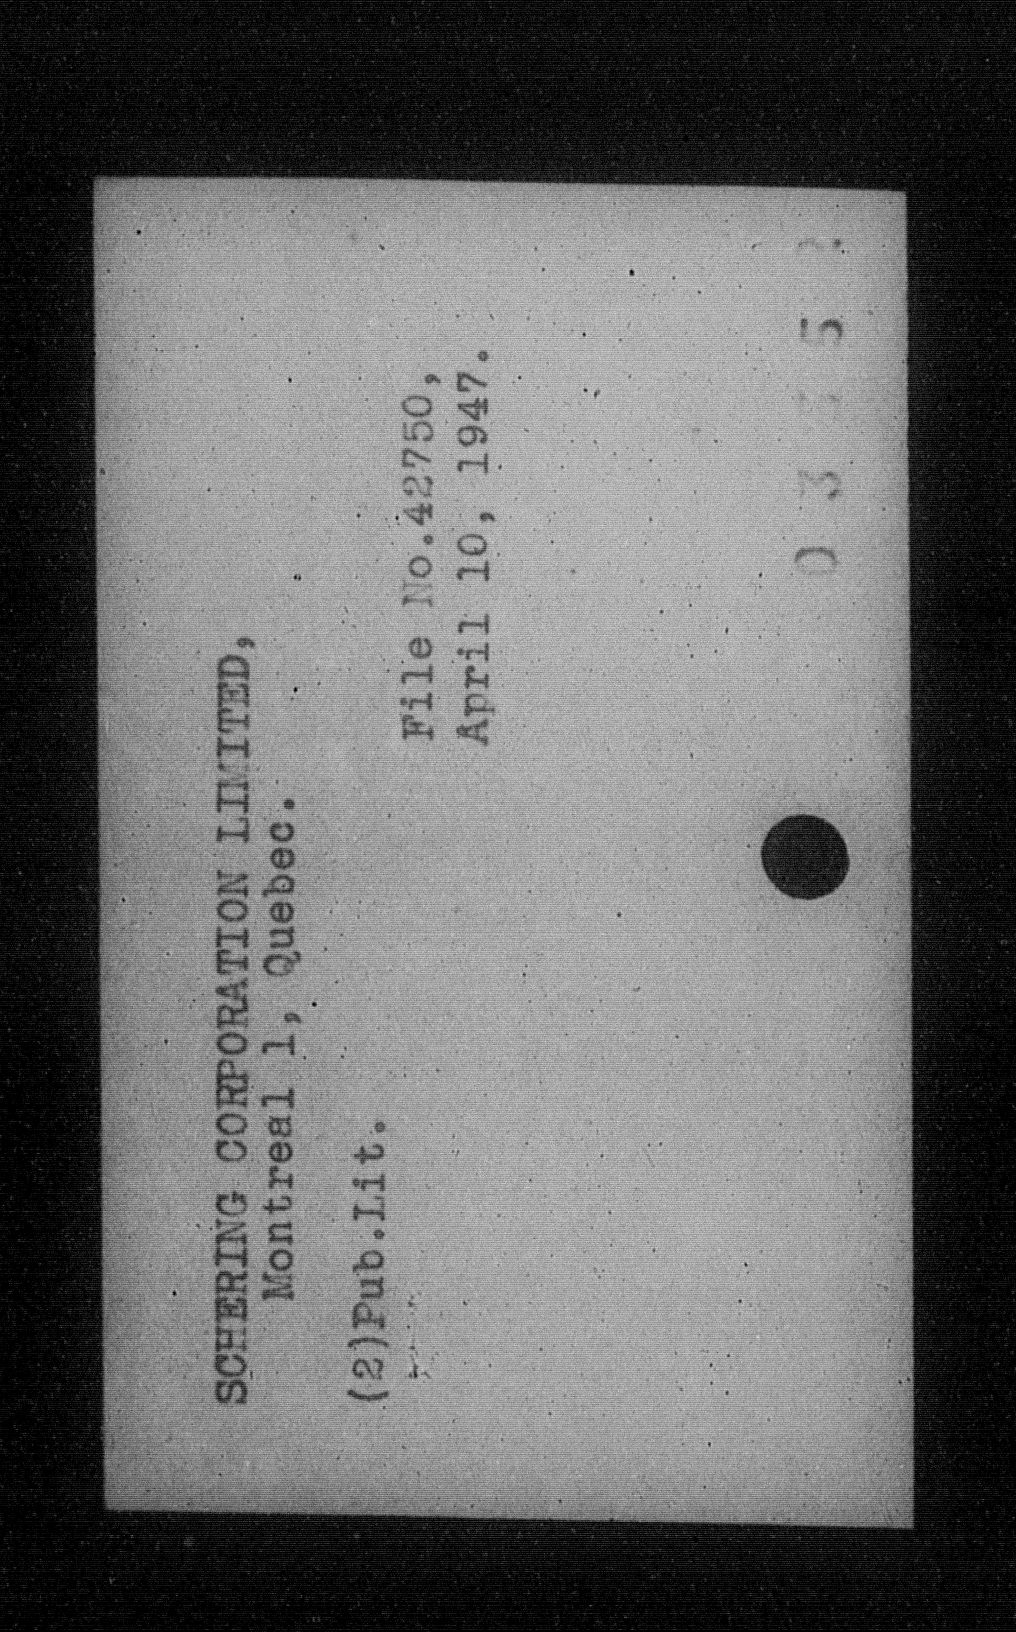 SCHERING CORPORATION LIMITED,
Montreal 1, Quebec.
(2)Pub.Lit.
File No.42750,
April 10, 1947.